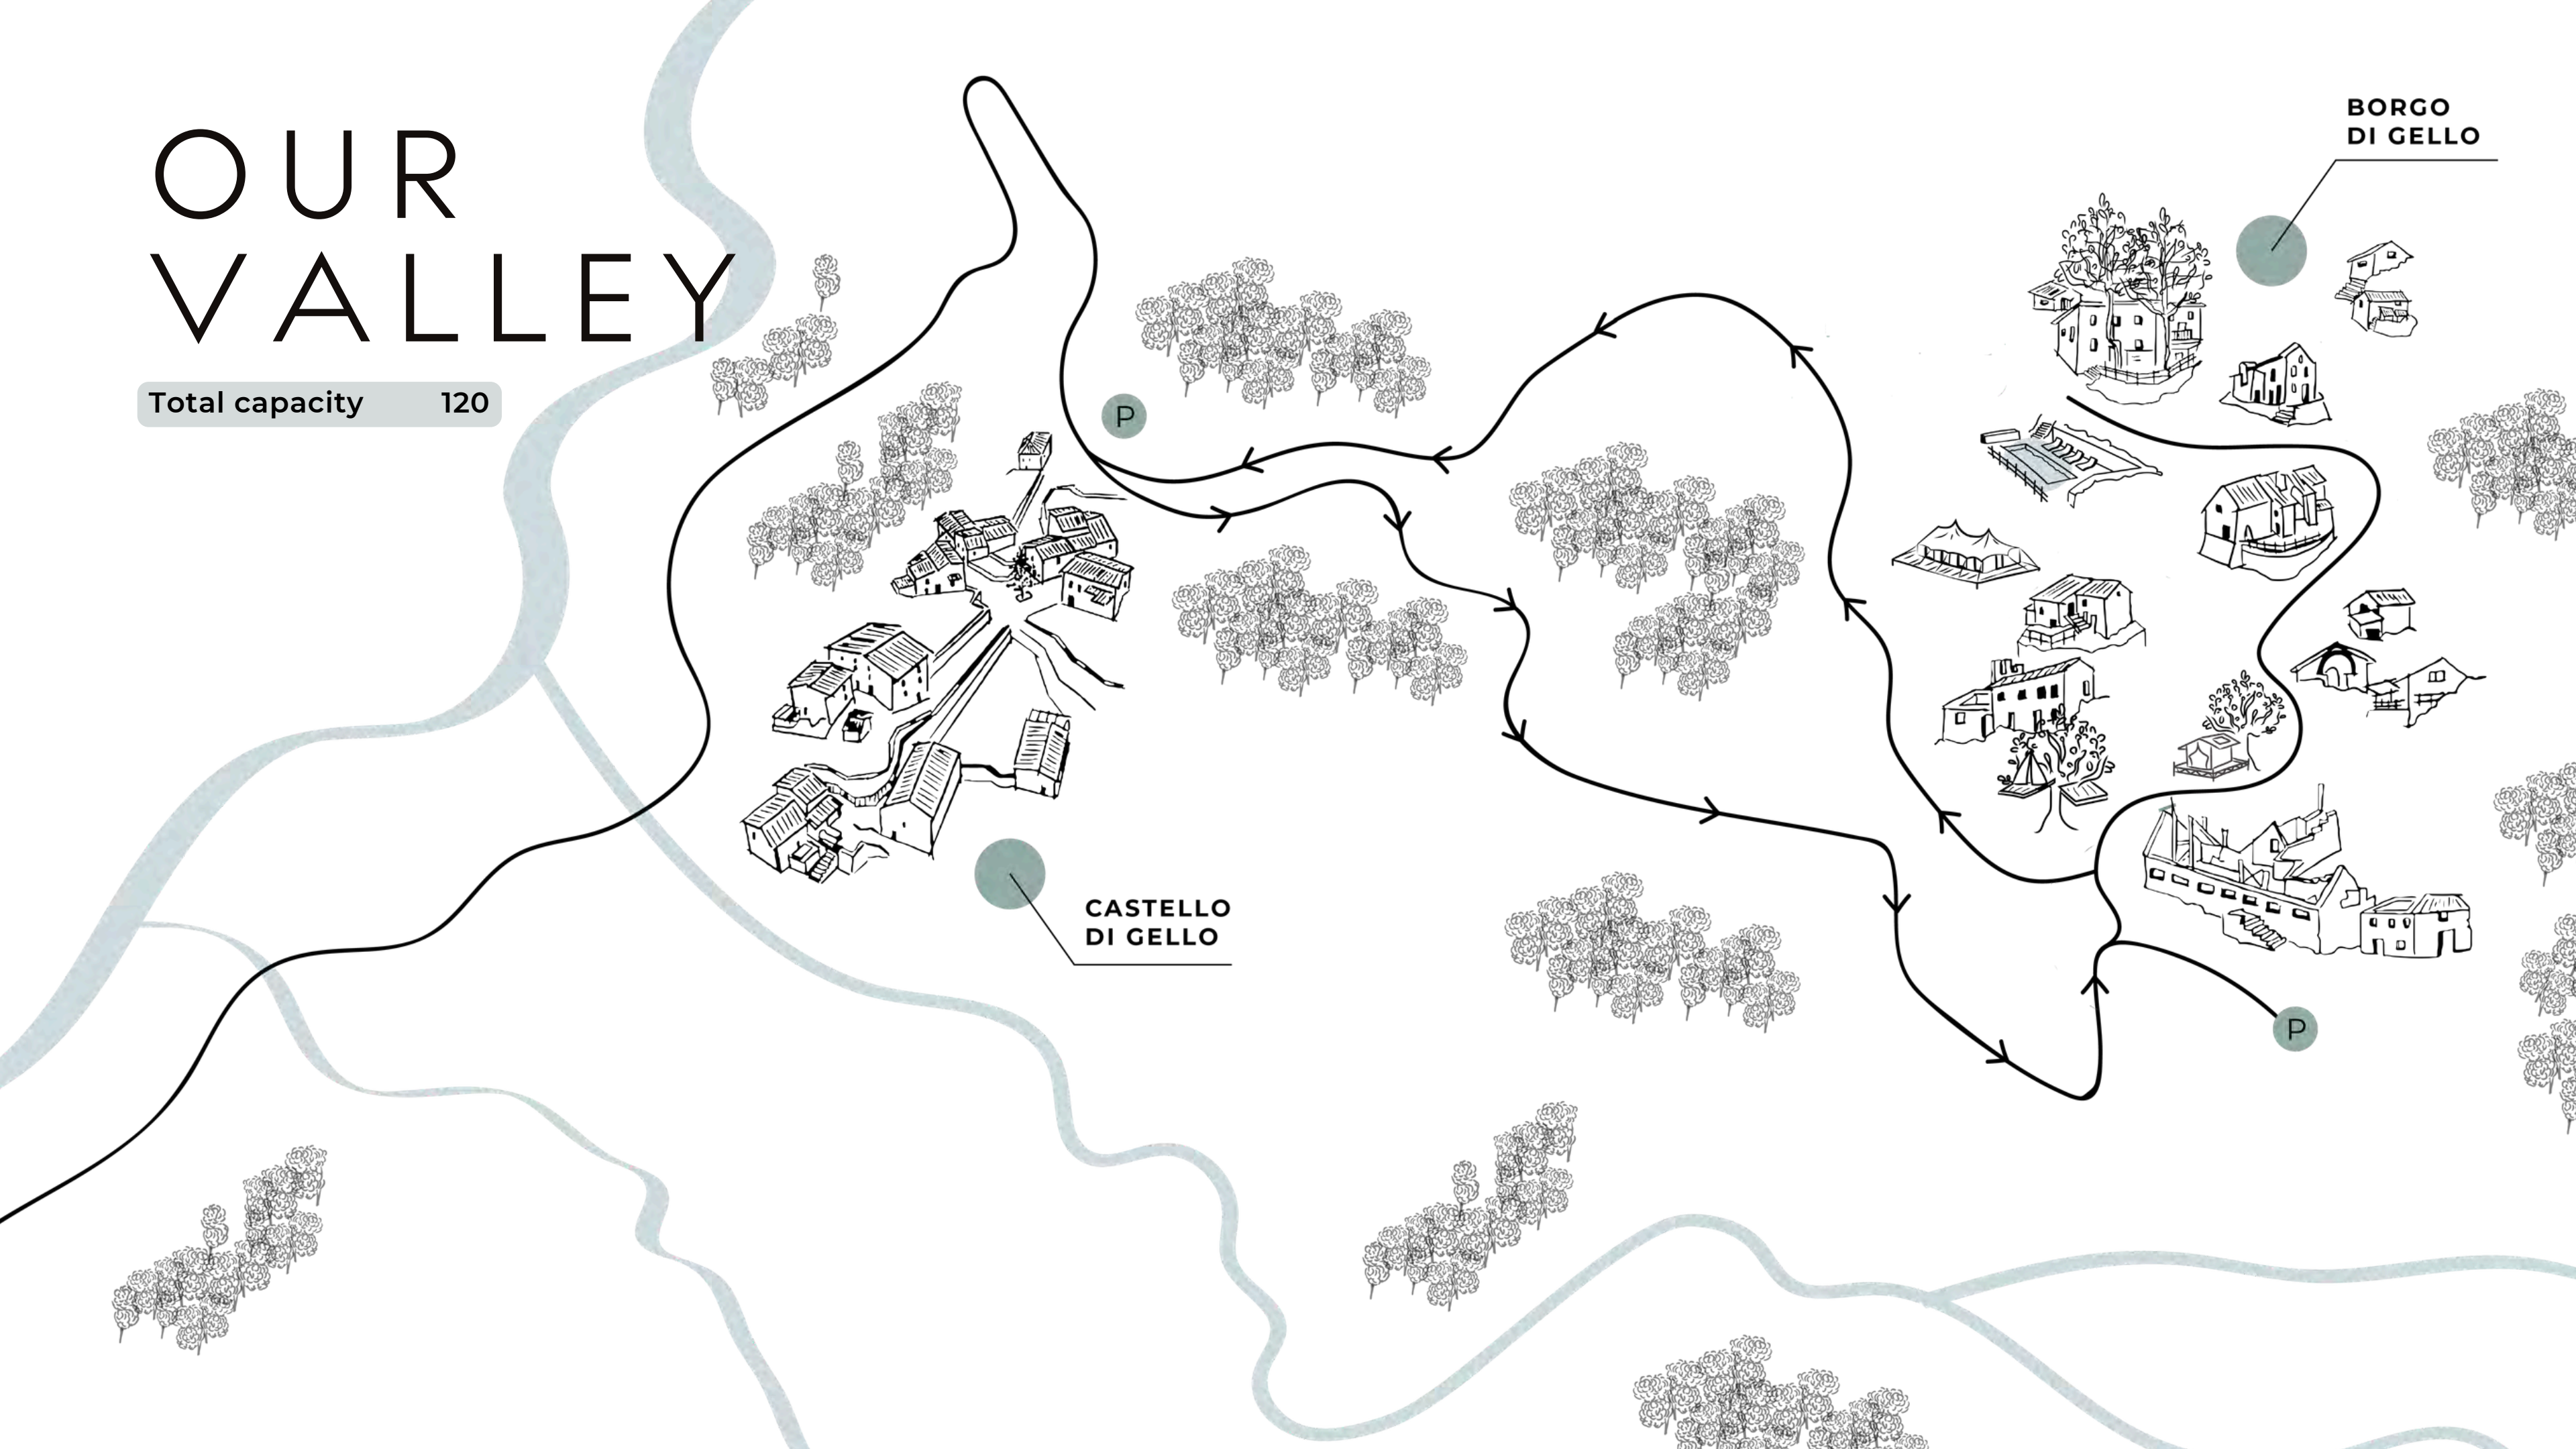 OUR
VALLEY
Total capacity 120
BORGO
DI GELLO
P
CASTELLO
DI GELLO
P